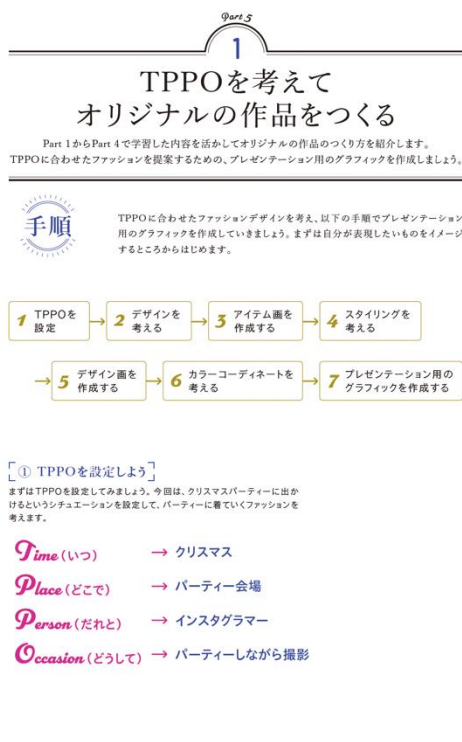 Part 5
1
TPPOを考えて
オリジナルの作品をつくる
Part 1からPart 4で学習した内容を活かしてオリジナルの作品のつくり方を紹介します。
TPPOに合わせたファッションを提案するための、プレゼンテーション用のグラフィックを作成しましょう。
手順
TPPOに合わせたファッションデザインを考え、以下の手順でプレゼンテーション
用のグラフィックを作成していきましょう。まずは自分が表現したいものをイメージ
するところからはじめます。
1 TPPOを
設定
→ 2 デザインを
考える
→ 3 アイテム画を
作成する
→ 4 スタイリングを
考える
→ 5 デザイン画を
作成する
→ 6 カラーコーディネートを
考える
→ 7 プレゼンテーション用の
グラフィックを作成する
① TPPOを設定しよう
まずはTPPOを設定してみましょう。今回は、クリスマスパーティーに出か
けるというシチュエーションを設定して、パーティーに着ていくファッションを
考えます。
Time(いつ) → クリスマス
Place(どこで) → パーティー会場
Person(だれと) → インスタグラマー
Occasion(どうして) → パーティーしながら撮影